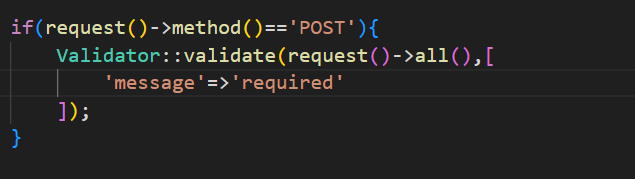 if(request()->method()=='POST'){
Validator::validate(request()->all(),[
'message'=>'required'
]);
}